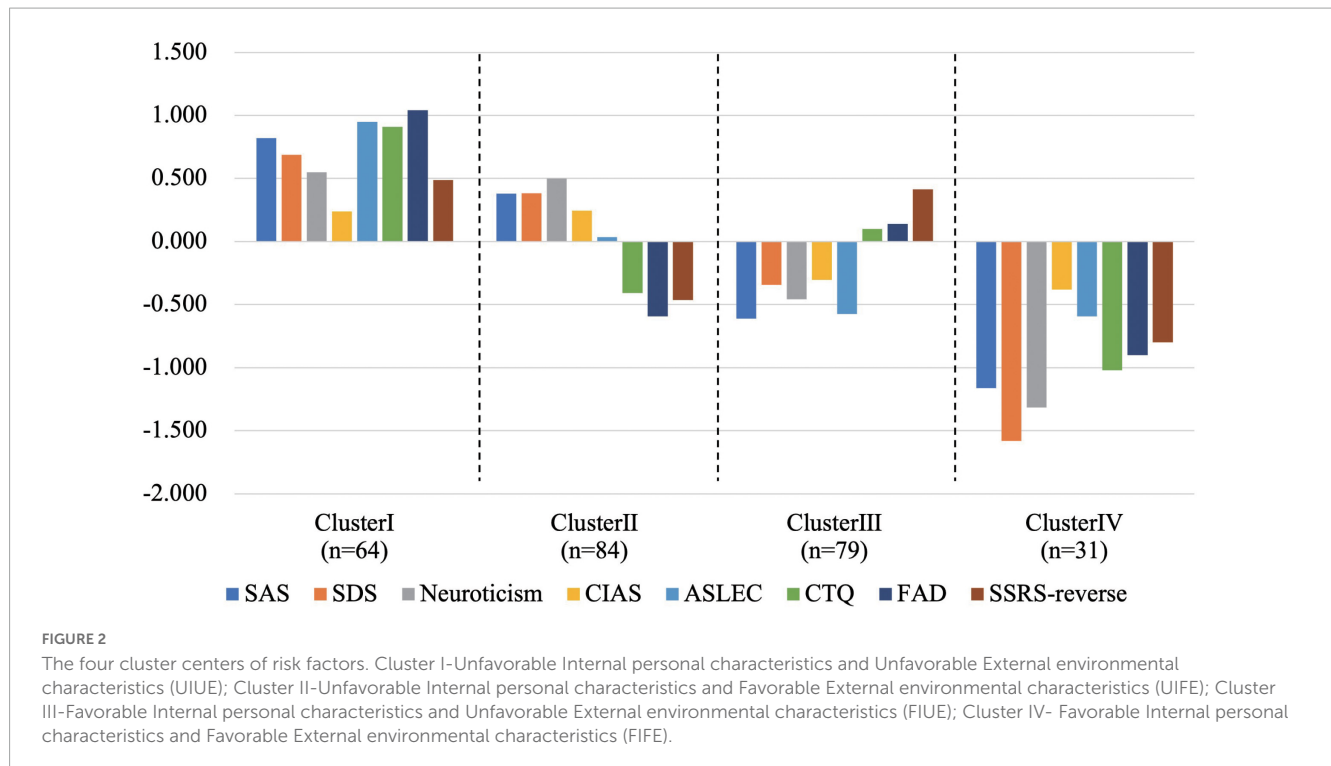 1.500
1.000
0.500
0.000
-0.500
-1.000
-1.500
-2.000
ClusterI ClusterII ClusterIII ClusterIV
(n=64) (n=84) (n=79) (n=31)
SAS SDS Neuroticism CIAS ASLEC CTQ FAD SSRS-reverse
FIGURE 2
The four cluster centers of risk factors. Cluster I-Unfavorable Internal personal characteristics and Unfavorable External environmental
characteristics (UIUE); Cluster II-Unfavorable Internal personal characteristics and Favorable External environmental characteristics (UIFE); Cluster
III-Favorable Internal personal characteristics and Unfavorable External environmental characteristics (FIUE); Cluster IV- Favorable Internal personal
characteristics and Favorable External environmental characteristics (FIFE).